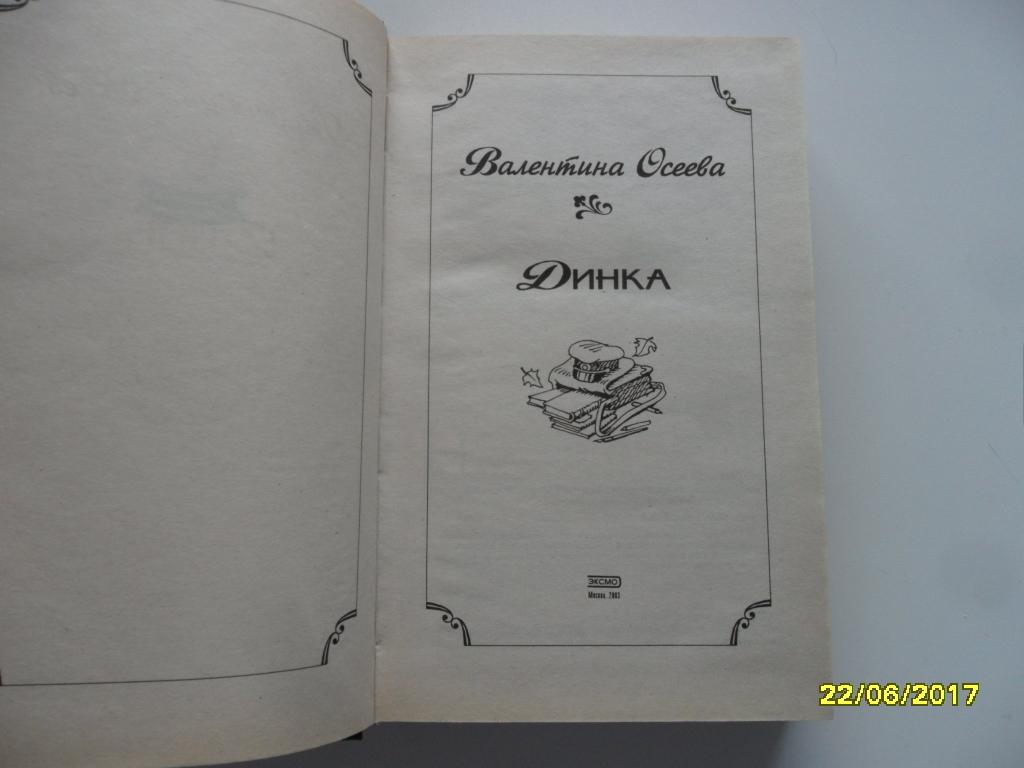 Валентина Осеева
Динка
ЭКСМО
Москва, 2003
22/06/2017